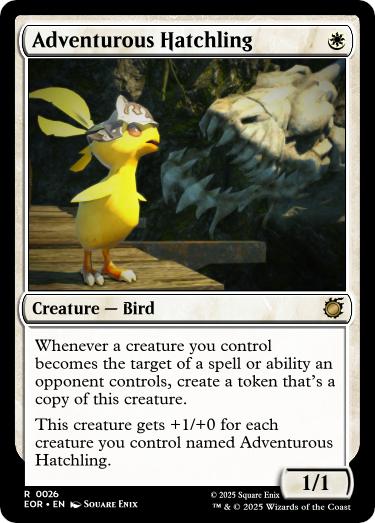 Adventurous Hatchling
Creature — Bird
Whenever a creature you control
becomes the target of a spell or ability an
opponent controls, create a token that's a
copy of this creature.
This creature gets +1/+0 for each
creature you control named Adventurous
Hatchling.
1/1
R 0026
EOR • EN SQUARE ENIX
© 2025 Square Enix
™ & © 2025 Wizards of the Coast